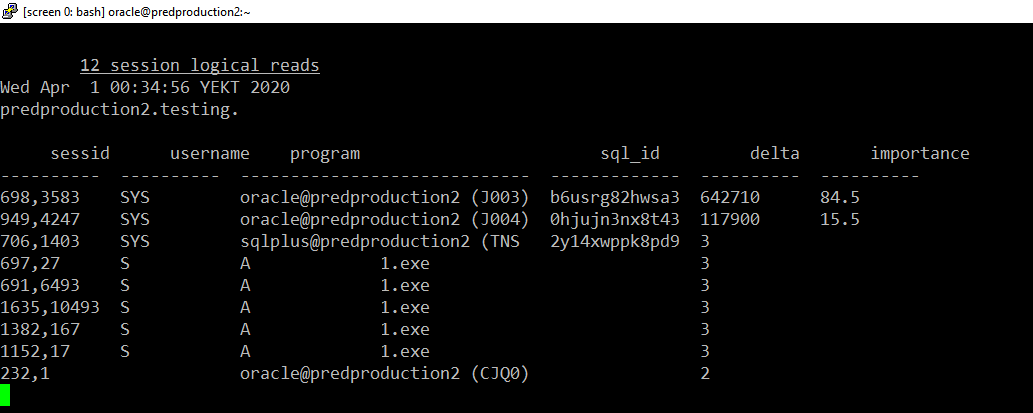 [screen 0: bash] oracle@predproduction2:~
12 session logical reads
Wed Apr  1 00:34:56 YEKT 2020
predproduction2.testing.
     sessid      username    program                        sql_id         delta       importance
---------- ---------- ----------------------------- ------------- ---------- ----------
698,3583  SYS         oracle@predproduction2 (J003)  b6usrg82hwsa3  642710      84.5
949,4247  SYS         oracle@predproduction2 (J004)  0hjujn3nx8t43  117900      15.5
706,1403  SYS         sqlplus@predproduction2 (TNS   2y14xwppk8pd9  3
697,27      S           A             1.exe                           3
691,6493    S           A             1.exe                           3
1635,10493  S           A             1.exe                           3
1382,167    S           A             1.exe                           3
1152,17     S           A             1.exe                           3
232,1                   oracle@predproduction2 (CJQ0)                 2